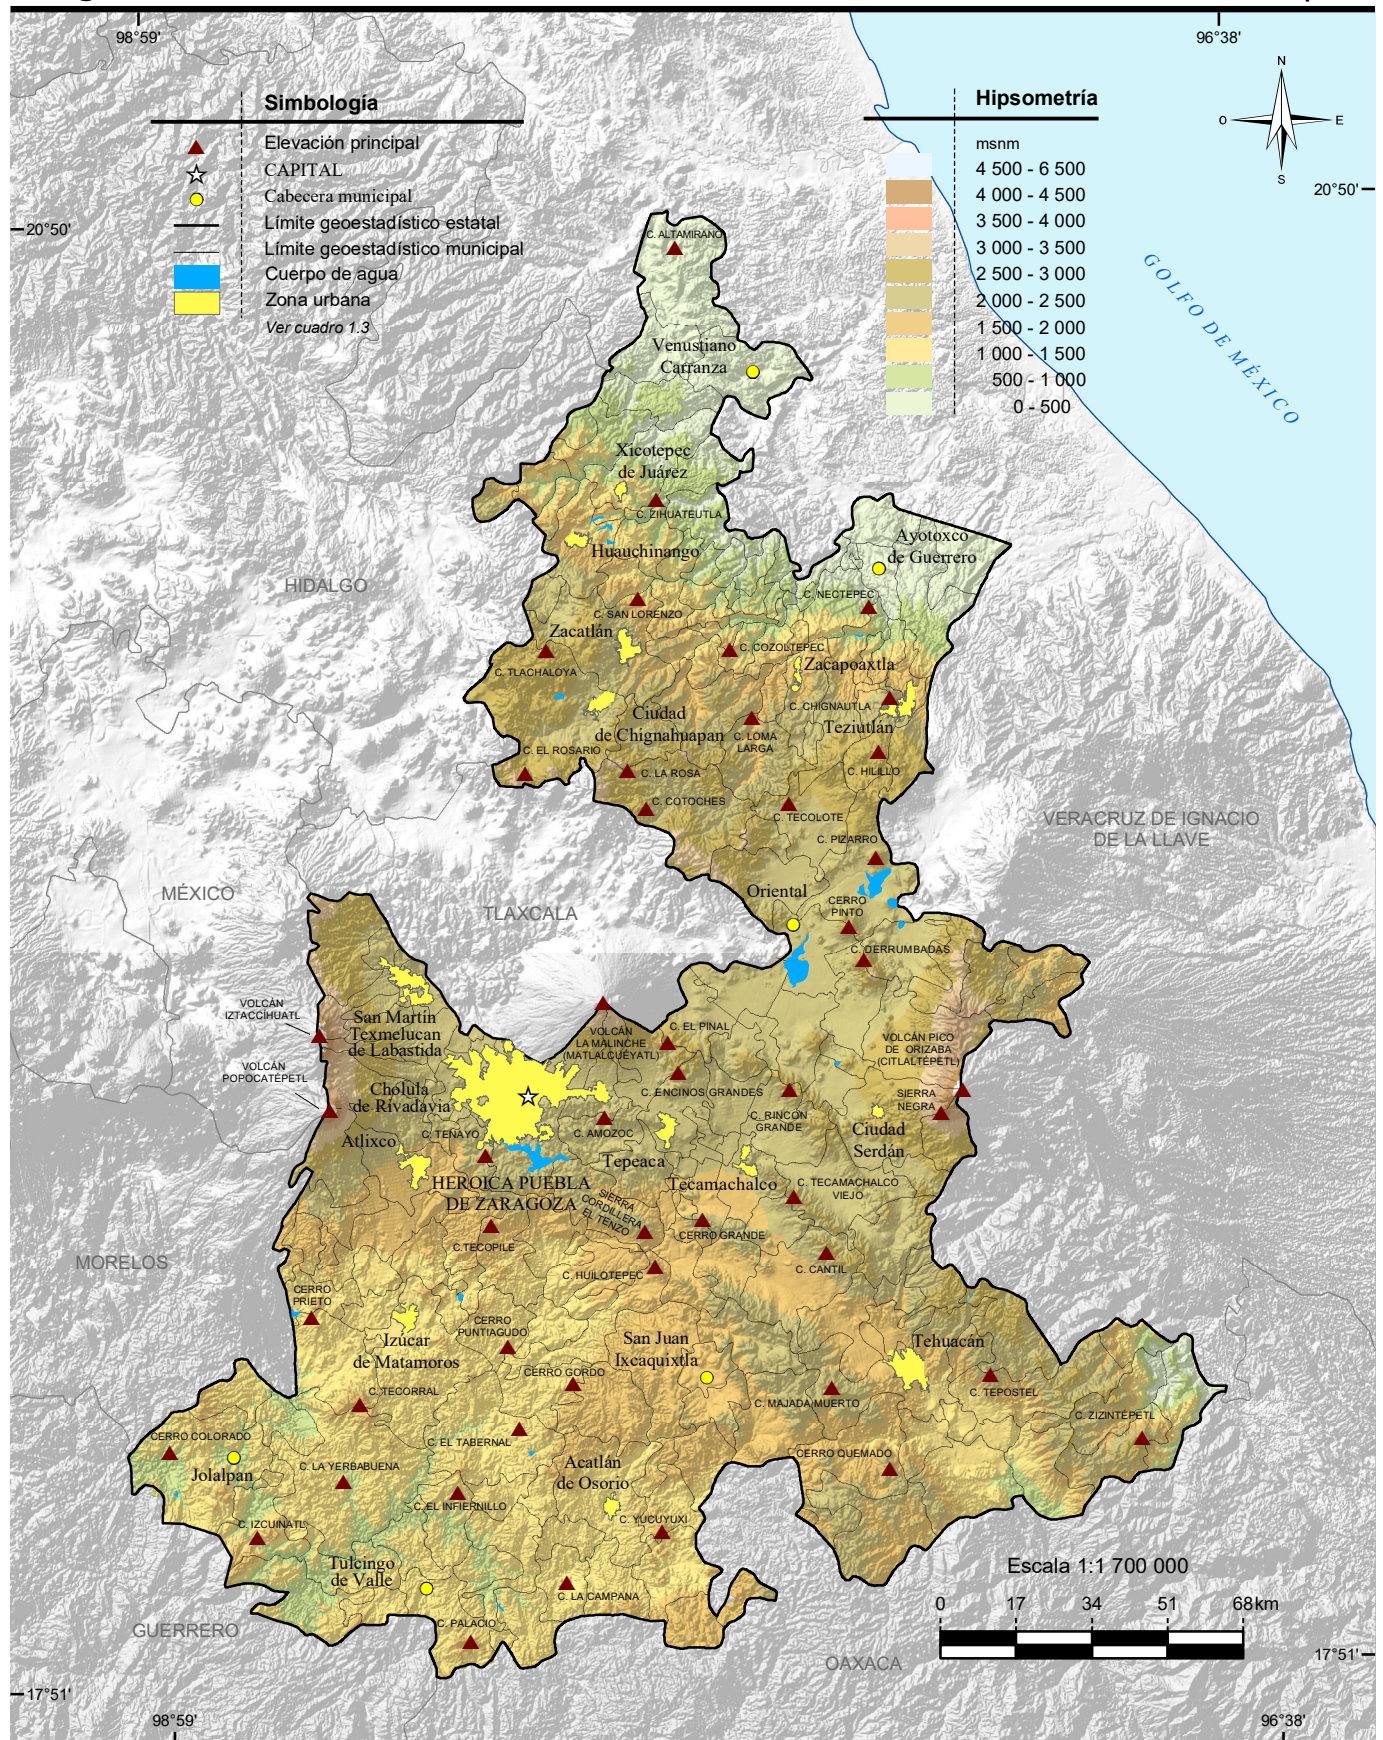 98°59'
96°38'
Simbología
Elevación principal
CAPITAL
Cabecera municipal
Límite geoestadístico estatal
Límite geoestadístico municipal
Cuerpo de agua
Zona urbana
Ver cuadro 1.3
Hipsometría
msnm
4 500 - 6 500
4 000 - 4 500
3 500 - 4 000
3 000 - 3 500
2 500 - 3 000
2 000 - 2 500
1 500 - 2 000
1 000 - 1 500
500 - 1 000
0 - 500
N
O
E
S
20°50'
20°50'
GOLFO DE MÉXICO
C. ALTAMIRANO
Venustiano
Carranza
Xicotepec
de Juárez
C. ZIHUATEUTLA
Huauchinango
Ayotoxco
de Guerrero
HIDALGO
C. NECTEPEC
C. SAN LORENZO
Zacatlán
C. COZOLTEPEC
Zacapoaxtla
C. TLACHALOYA
C. CHIGNAUTLA
Ciudad
de Chignahuapan
C. LOMA
LARGA
Teziutlán
C. EL ROSARIO
C. LA ROSA
C. HILILLO
C. COTOCHES
C. TECOLOTE
VERACRUZ DE IGNACIO
DE LA LLAVE
C. PIZARRO
MÉXICO
Oriental
TLAXCALA
CERRO
PINTO
C. DERRUMBADAS
VOLCÁN
IZTACCÍHUATL
San Martín
Texmelucan
de Labastida
VOLCÁN
LA MALINCHE
(MATLALCUÉYATL)
C. EL PINAL
VOLCÁN PICO
DE ORIZABA
(CITLALTÉPETL)
VOLCÁN
POPOCATÉPETL
Cholula
de Rivadavia
C. ENCINOS GRANDES
SIERRA
NEGRA
C. RINCÓN
GRANDE
Ciudad
Serdán
Atlixco
C. TENAYO
C. AMOZOC
Tepeaca
HEROICA PUEBLA
DE ZARAGOZA
Tecamachalco
C. TECAMACHALCO
VIEJO
SIERRA
CORDILLERA
EL TENZO
C.TECOPILE
CERRO GRANDE
MORELOS
C. CANTIL
C. HUILOTEPEC
CERRO
PRIETO
CERRO
PUNTIAGUDO
Izúcar
de Matamoros
San Juan
Ixcaquixtla
Tehuacán
CERRO GORDO
C. TECORRAL
C. MAJADA MUERTO
C. TEPOSTEL
C. ZIZINTÉPETL
CERRO COLORADO
C. EL TABERNAL
CERRO QUEMADO
Jolalpan
C. LA YERBABUENA
Acatlán
de Osorio
C. EL INFIERNILLO
C. IZCUINATL
C. YUCUYUXI
Tulcingo
de Valle
Escala 1:1 700 000
C. LA CAMPANA
0 17 34 51 68 km
GUERRERO
C. PALACIO
OAXACA
17°51'
17°51'
98°59'
96°38'